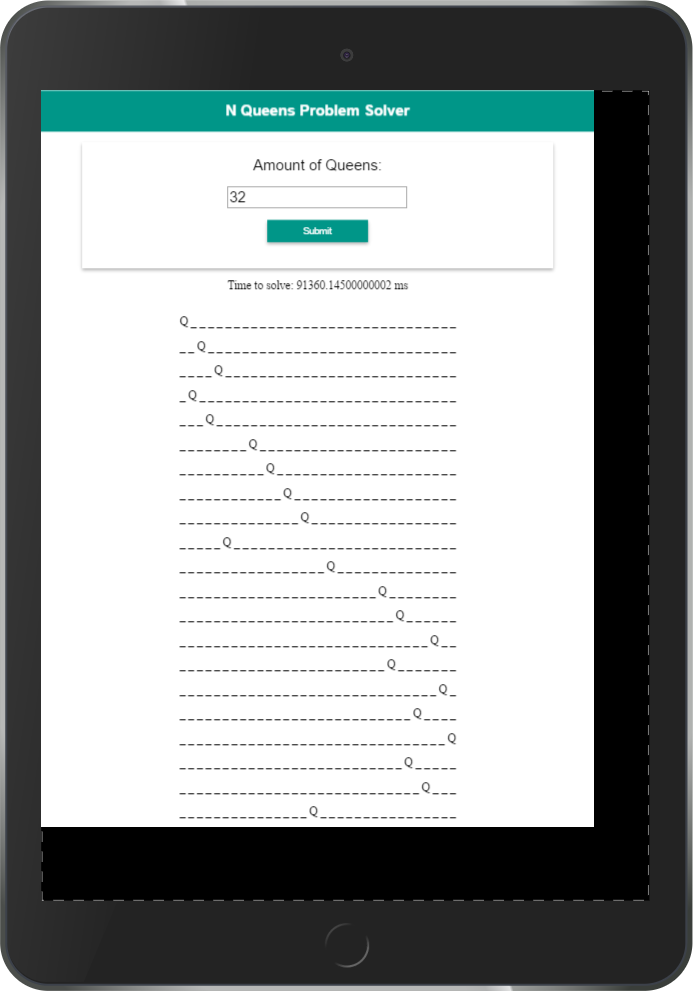 N Queens Problem Solver
Amount of Queens:
32
Submit
Time to solve: 91360.14500000002 ms
Q_______________________________
__Q_____________________________
____Q___________________________
_Q______________________________
___Q____________________________
________Q_______________________
__________Q_____________________
____________Q___________________
______________Q_________________
_____Q__________________________
_________________Q______________
_______________________Q________
_________________________Q______
_____________________________Q__
________________________Q_______
______________________________Q_
___________________________Q____
_______________________________Q
__________________________Q_____
____________________________Q___
_______________Q________________